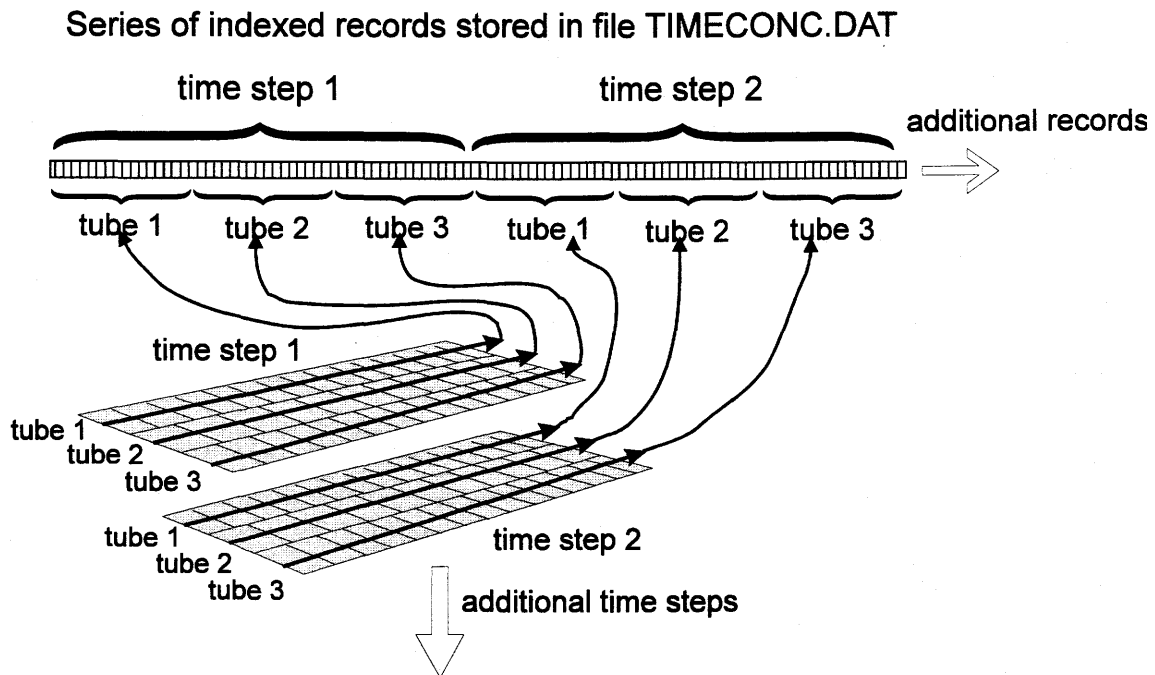 Series of indexed records stored in file TIMECONC.DAT
time step 1
time step 2
additional records
tube 1
tube 2
tube 3
tube 1
tube 2
tube 3
time step 1
tube 1
tube 2
tube 3
tube 1
tube 2
tube 3
time step 2
additional time steps